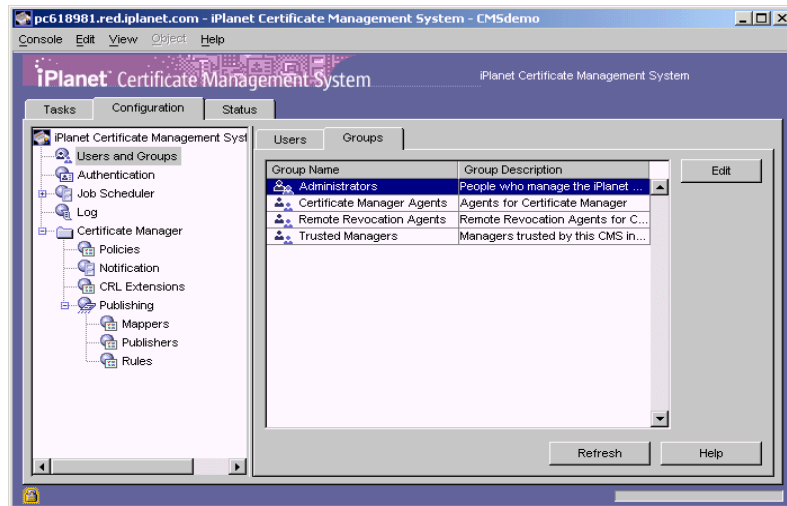 pc618981.red.iplanet.com - iPlanet Certificate Management System - CMSdemo
Console Edit View Object Help
iPlanet Certificate Management System
iPlanet Certificate Management System
Tasks Configuration Status
iPlanet Certificate Management Syst
Users and Groups
Authentication
Job Scheduler
Log
Certificate Manager
Policies
Notification
CRL Extensions
Publishing
Mappers
Publishers
Rules
Users Groups
Group Name Group Description
Administrators People who manage the iPlanet ...
Certificate Manager Agents Agents for Certificate Manager
Remote Revocation Agents Remote Revocation Agents for C...
Trusted Managers Managers trusted by this CMS in...
Edit
Refresh Help